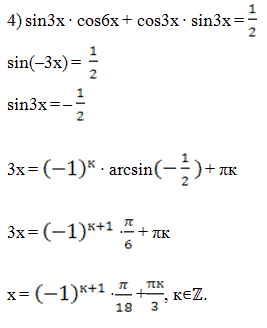 4) sin3x · cos6x + cos3x · sin3x = 1/2
sin(–3x) = 1/2
sin3x = – 1/2
3x = (−1)ᴷ · arcsin(−1/2) + πк
3x = (−1)ᴷ⁺¹ · π/6 + πк
x = (−1)ᴷ⁺¹ · π/18 + πк/3, к∈ℤ.